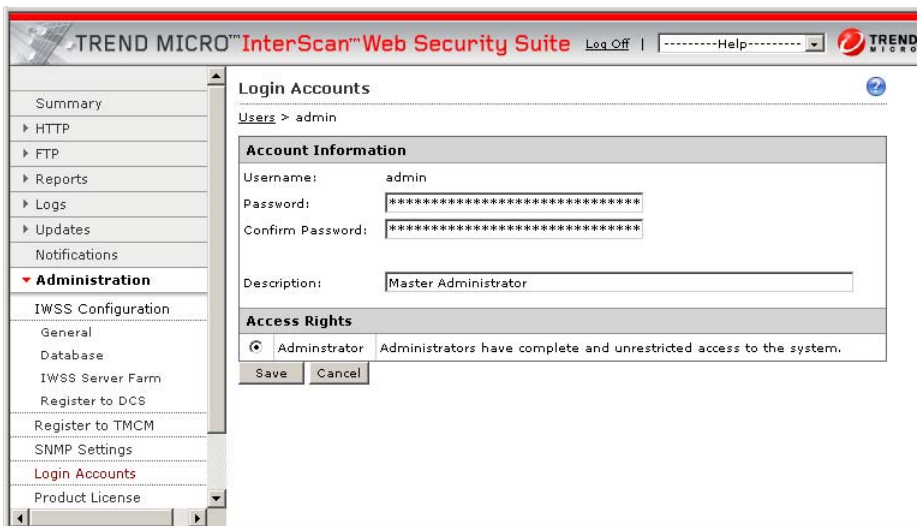 TREND MICRO™ InterScan™ Web Security Suite Log Off | ---------Help---------- TREND MICRO
Summary
HTTP
FTP
Reports
Logs
Updates
Notifications
Administration
IWSS Configuration
General
Database
IWSS Server Farm
Register to DCS
Register to TMCM
SNMP Settings
Login Accounts
Product License
Login Accounts
Users > admin
Account Information
Username: admin
Password: ******************************
Confirm Password: ******************************
Description: Master Administrator
Access Rights
Adminstrator Administrators have complete and unrestricted access to the system.
Save Cancel